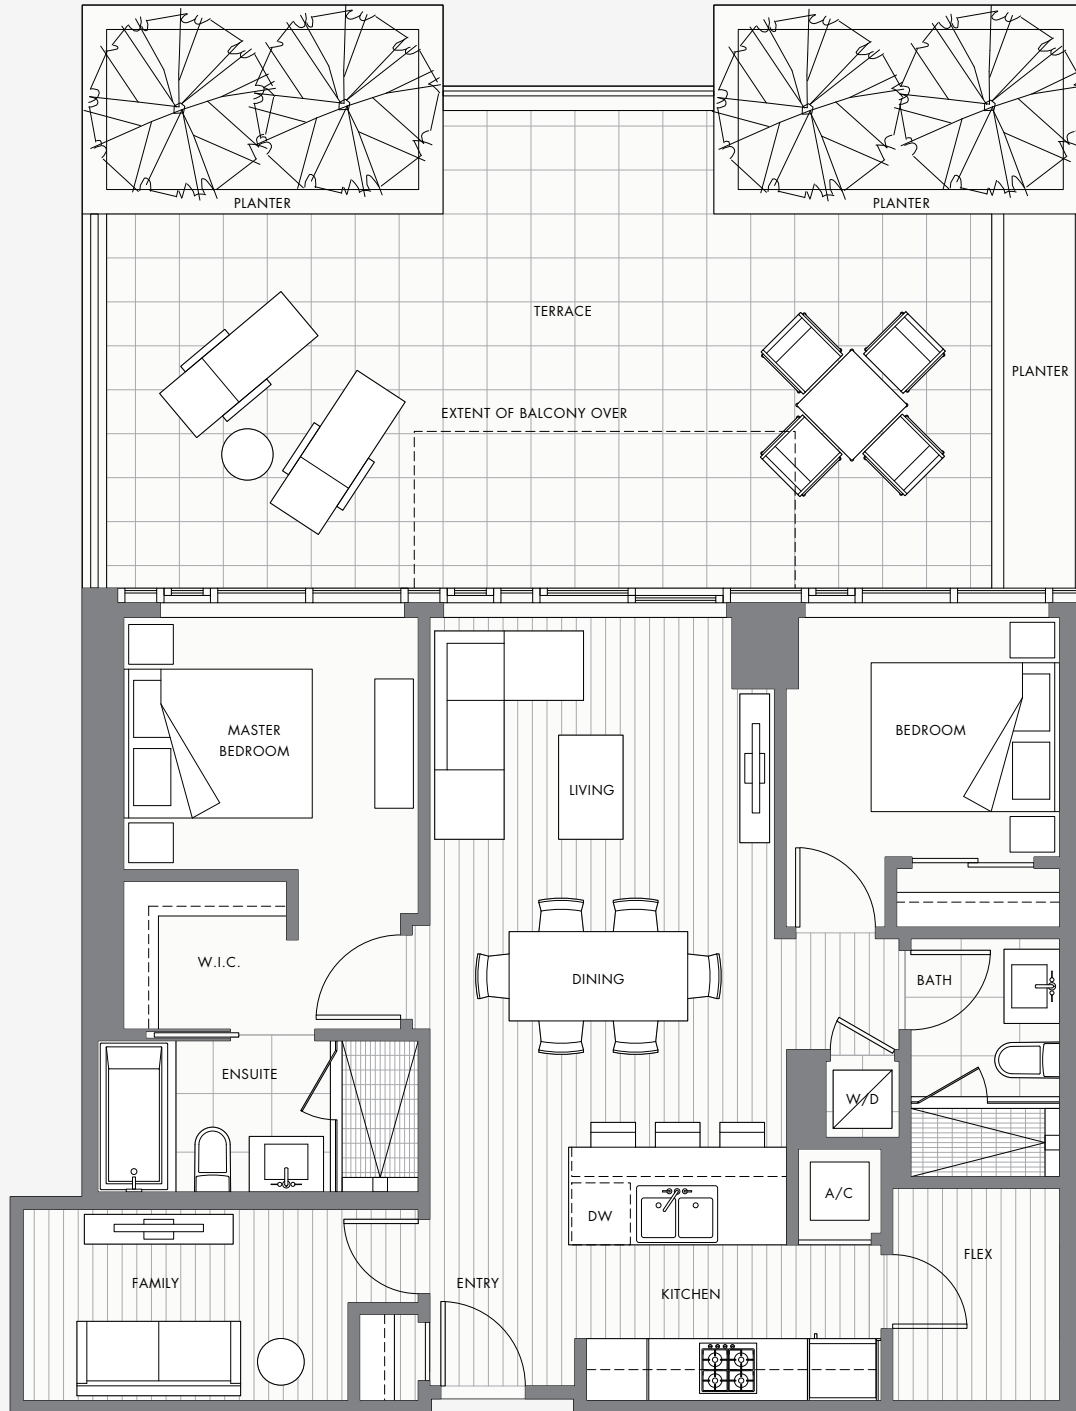 PLANTER
PLANTER
TERRACE
PLANTER
EXTENT OF BALCONY OVER
MASTER
BEDROOM
BEDROOM
LIVING
W.I.C.
DINING
BATH
ENSUITE
W/D
A/C
DW
FAMILY
ENTRY
KITCHEN
FLEX